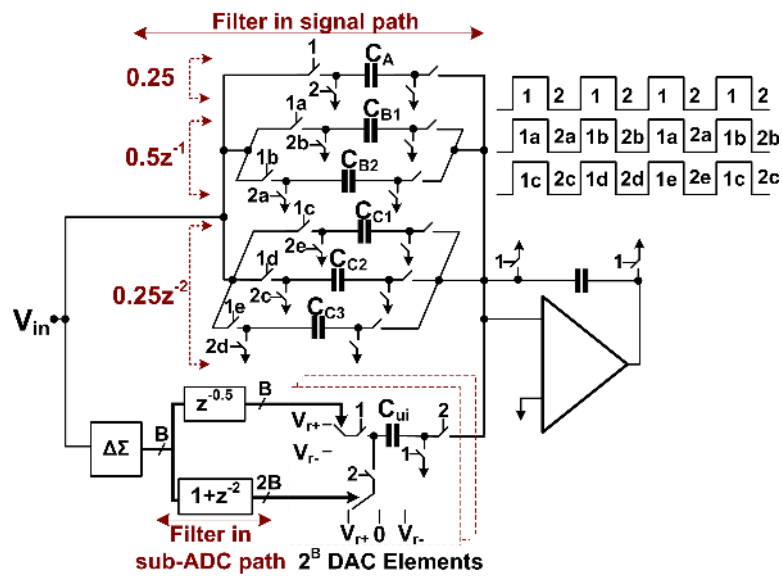 Filter in signal path
1
C_A
0.25
2
1a
C_B1
0.5z^-1
2b
1b
C_B2
2a
1c
C_C1
2e
1d
C_C2
0.25z^-2
2c
1e
C_C3
2d
1 2 1 2 1 2 1 2
1a 2a 1b 2b 1a 2a 1b 2b
1c 2c 1d 2d 1e 2e 1c 2c
1
1
V_in
ΔΣ
B
z^-0.5
B
V_r+
1
C_ui
2
V_r-
1
1+z^-2
2B
2
V_r+ 0 V_r-
Filter in
sub-ADC path
2^B DAC Elements